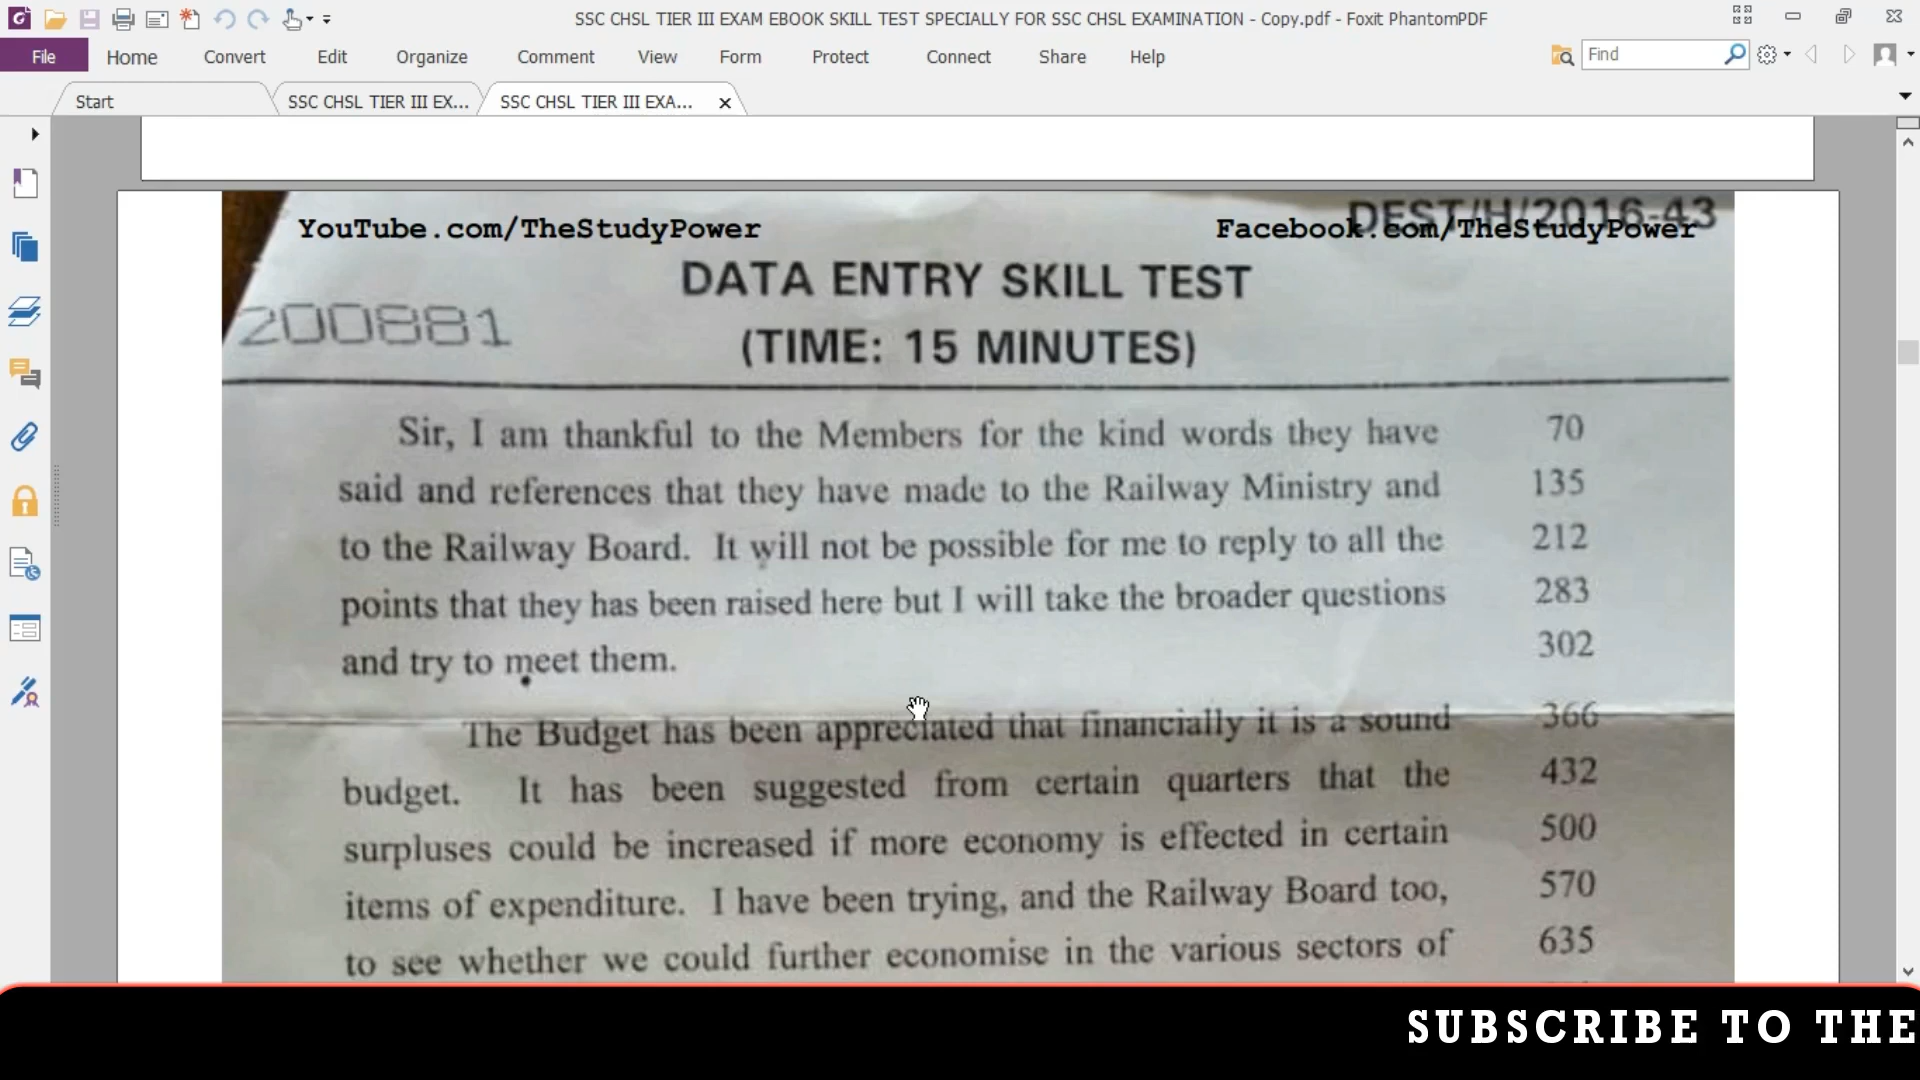 SSC CHSL TIER III EXAM EBOOK SKILL TEST SPECIALLY FOR SSC CHSL EXAMINATION - Copy.pdf - Foxit PhantomPDF
File Home Convert Edit Organize Comment View Form Protect Connect Share Help Find
Start SSC CHSL TIER III EX... SSC CHSL TIER III EXA...
DEST/H/2016-43
YouTube.com/TheStudyPower Facebook.com/TheStudyPower
DATA ENTRY SKILL TEST
200881
(TIME: 15 MINUTES)
Sir, I am thankful to the Members for the kind words they have 70
said and references that they have made to the Railway Ministry and 135
to the Railway Board. It will not be possible for me to reply to all the 212
points that they has been raised here but I will take the broader questions 283
and try to meet them. 302
The Budget has been appreciated that financially it is a sound 366
budget. It has been suggested from certain quarters that the 432
surpluses could be increased if more economy is effected in certain 500
items of expenditure. I have been trying, and the Railway Board too, 570
to see whether we could further economise in the various sectors of 635
SUBSCRIBE TO THE